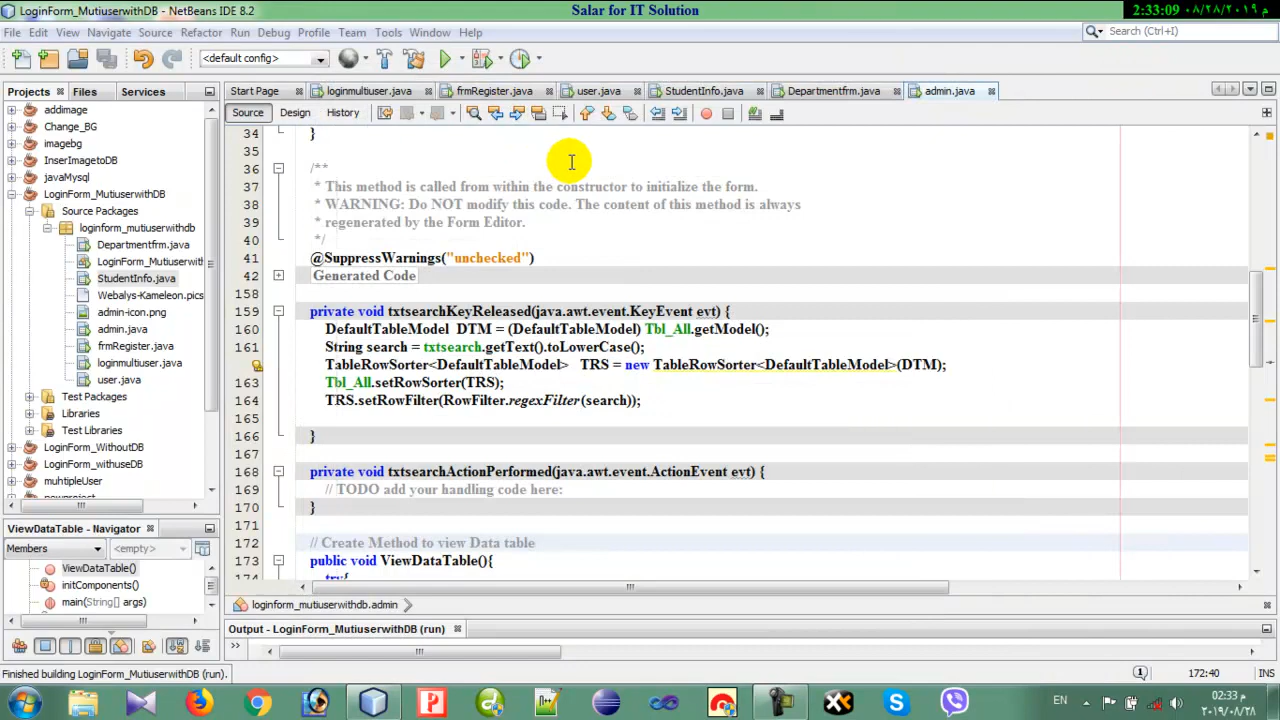 LoginForm_MutiuserwithDB - NetBeans IDE 8.2
Salar for IT Solution
2:33:09 ٢٠١٩/٠٨/٢٨ م
File Edit View Navigate Source Refactor Run Debug Profile Team Tools Window Help
Search (Ctrl+I)
<default config>
Projects Files Services
Start Page loginmultiuser.java frmRegister.java user.java StudentInfo.java Departmentfrm.java admin.java
Source Design History
addimage
Change_BG
imagebg
InserImagetoDB
javaMysql
LoginForm_MutiuserwithDB
Source Packages
loginform_mutiuserwithdb
Departmentfrm.java
LoginForm_Mutiuserwith
StudentInfo.java
Webalys-Kameleon.pics
admin-icon.png
admin.java
frmRegister.java
loginmultiuser.java
user.java
Test Packages
Libraries
Test Libraries
LoginForm_WithoutDB
LoginForm_withuseDB
multipleUser
newproject
34 }
35
36 /**
37 * This method is called from within the constructor to initialize the form.
38 * WARNING: Do NOT modify this code. The content of this method is always
39 * regenerated by the Form Editor.
40 */
41 @SuppressWarnings("unchecked")
42 Generated Code
158
159 private void txtsearchKeyReleased(java.awt.event.KeyEvent evt) {
160 DefaultTableModel DTM = (DefaultTableModel) Tbl_All.getModel();
161 String search = txtsearch.getText().toLowerCase();
TableRowSorter<DefaultTableModel> TRS = new TableRowSorter<DefaultTableModel>(DTM);
163 Tbl_All.setRowSorter(TRS);
164 TRS.setRowFilter(RowFilter.regexFilter(search));
165
166 }
167
168 private void txtsearchActionPerformed(java.awt.event.ActionEvent evt) {
169 // TODO add your handling code here:
170 }
171
172 // Create Method to view Data table
173 public void ViewDataTable(){
174 try{
ViewDataTable - Navigator
Members <empty>
ViewDataTable()
initComponents()
main(String[] args)
loginform_mutiuserwithdb.admin
Output - LoginForm_MutiuserwithDB (run)
Finished building LoginForm_MutiuserwithDB (run).
1 172:40 INS
EN
02:33 م
٢٠١٩/٠٨/٢٨